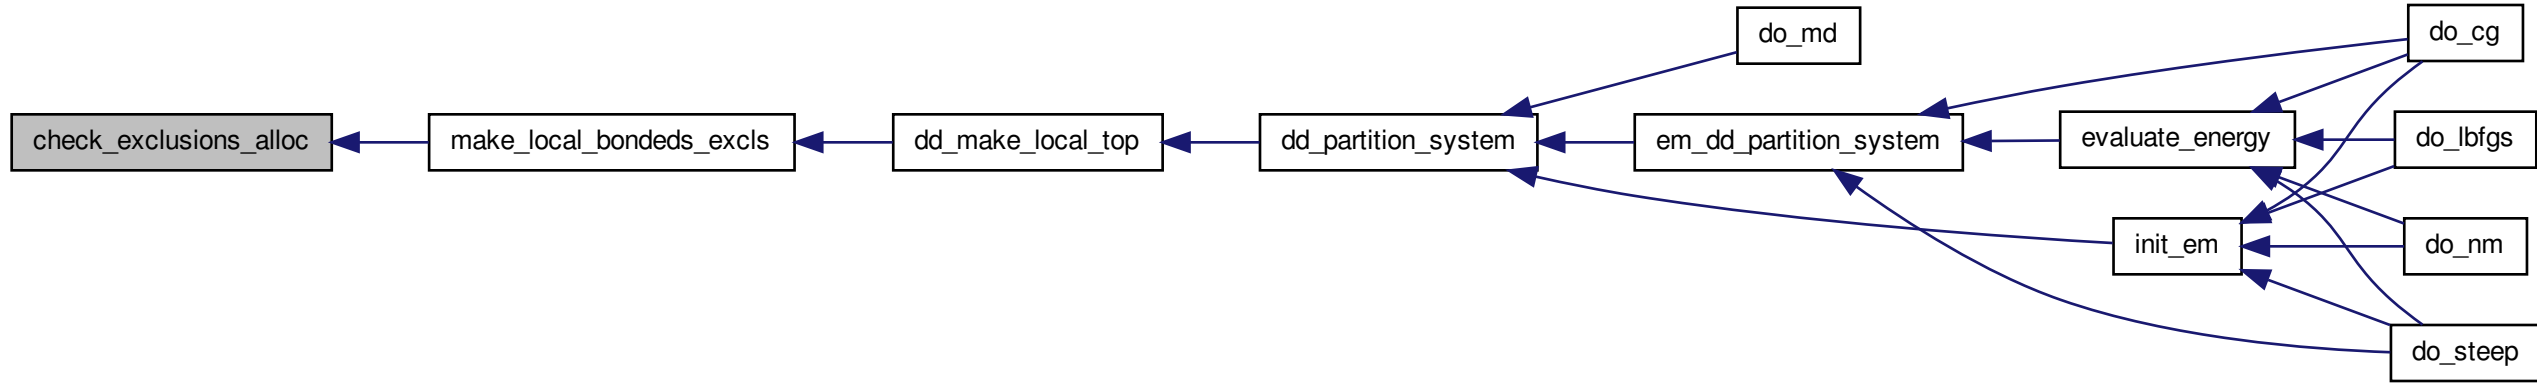 check_exclusions_alloc
make_local_bondeds_excls
dd_make_local_top
dd_partition_system
do_md
em_dd_partition_system
evaluate_energy
init_em
do_cg
do_lbfgs
do_nm
do_steep